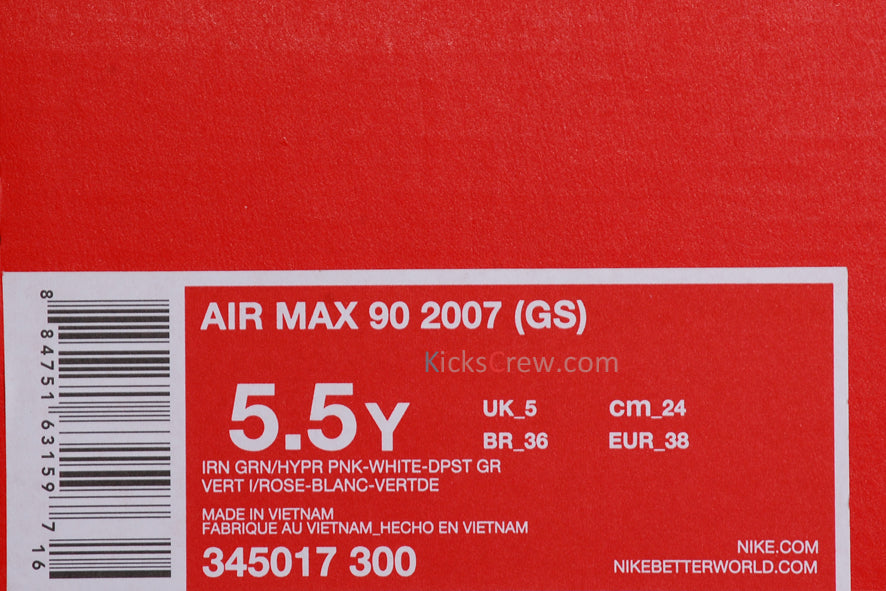 AIR MAX 90 2007 (GS)
KicksCrew.com
5.5Y
UK_5 cm_24
BR_36 EUR_38
IRN GRN/HYPR PNK-WHITE-DPST GR
VERT I/ROSE-BLANC-VERTDE
MADE IN VIETNAM
FABRIQUE AU VIETNAM_HECHO EN VIETNAM
345017 300
NIKE.COM
NIKEBETTERWORLD.COM
8 84751 63159 7 16